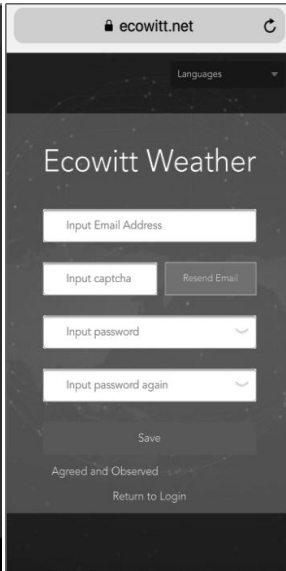 ecowitt.net
Languages
Ecowitt Weather
Input Email Address
Input captcha
Resend Email
Input password
Input password again
Save
Agreed and Observed
Return to Login